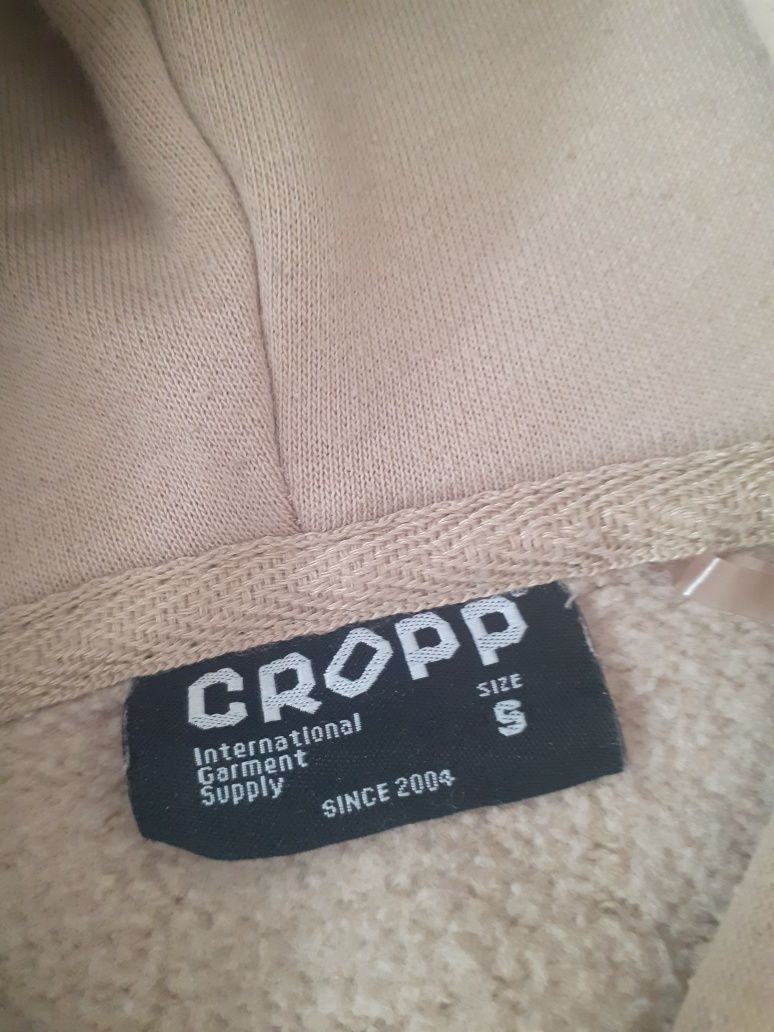 CROPP
SIZE
S
International
Garment
Supply
SINCE 2004